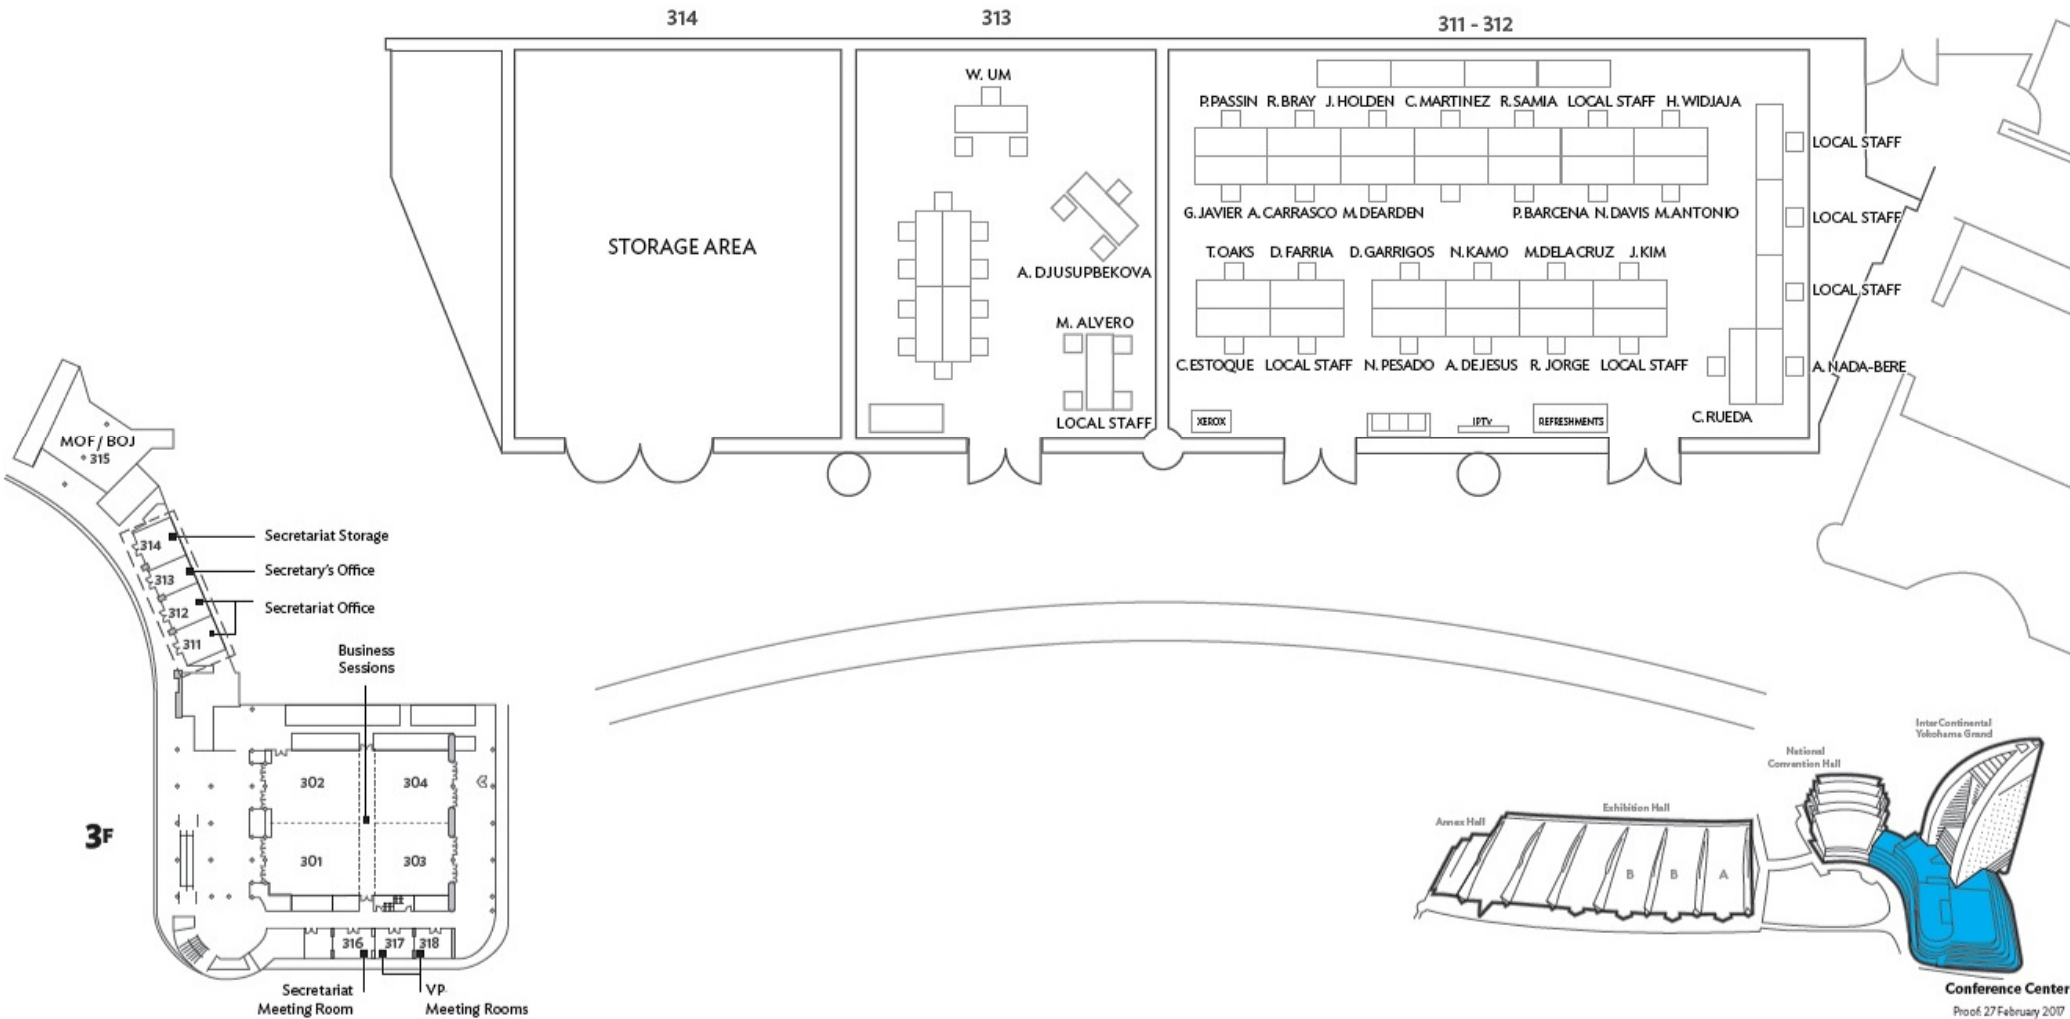 314
313
311 - 312
W. UM
P.PASSIN R. BRAY J. HOLDEN C. MARTINEZ R. SAMIA LOCAL STAFF H. WIDJAJA
LOCAL STAFF
G. JAVIER A. CARRASCO M. DEARDEN P. BARCENA N. DAVIS M. ANTONIO
LOCAL STAFF
STORAGE AREA
T. OAKS D. FARRIA D. GARRIGOS N. KAMO M.DELA CRUZ J. KIM
A. DJUSUPBEKOVA
LOCAL STAFF
M. ALVERO
C. ESTOQUE LOCAL STAFF N. PESADO A. DEJESUS R. JORGE LOCAL STAFF
A. NADA-BERE
LOCAL STAFF
XEROX
IPTV
REFRESHMENTS
C. RUEDA
MOF / BOJ
315
314
Secretariat Storage
313
Secretary's Office
312
Secretariat Office
311
Business
Sessions
302
304
3F
301
303
316
317
318
Secretariat
Meeting Room
VP
Meeting Rooms
InterContinental
Yokohama Grand
National
Convention Hall
Exhibition Hall
Annex Hall
B
B
A
Conference Center
Proof: 27 February 2017